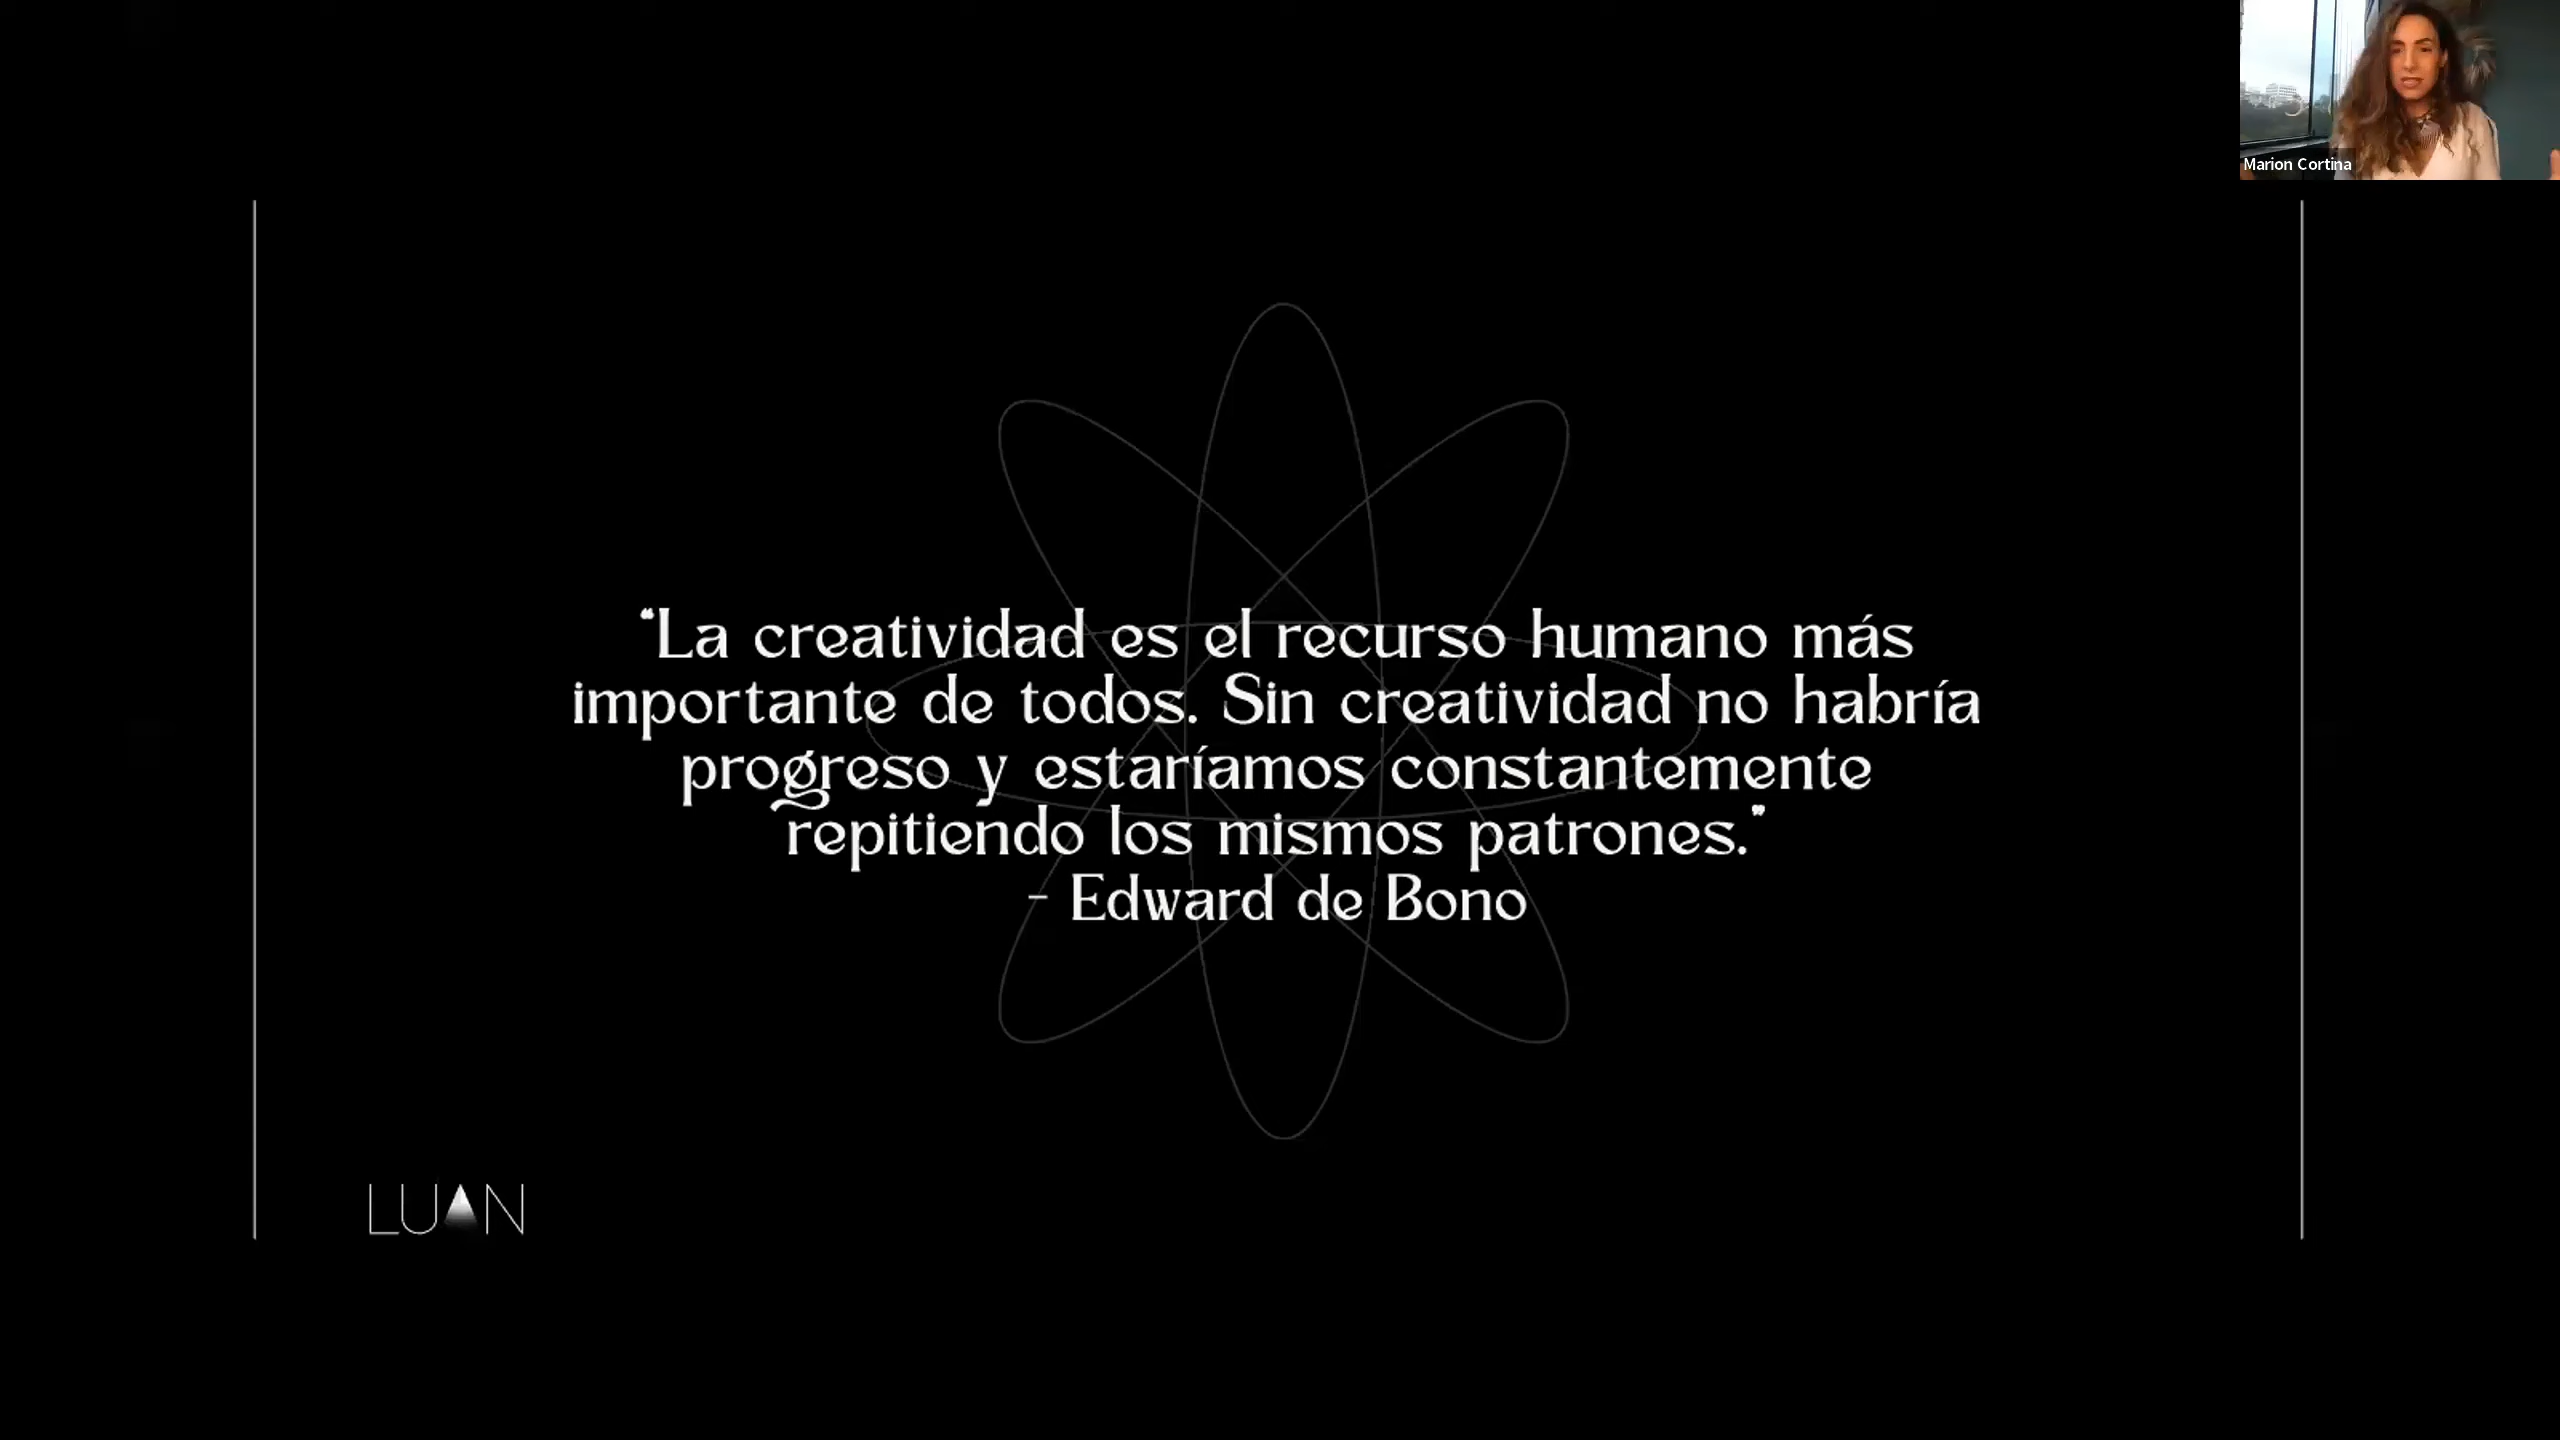 Marion Cortina
“La creatividad es el recurso humano más
importante de todos. Sin creatividad no habría
progreso y estaríamos constantemente
repitiendo los mismos patrones.”
- Edward de Bono
LUAN